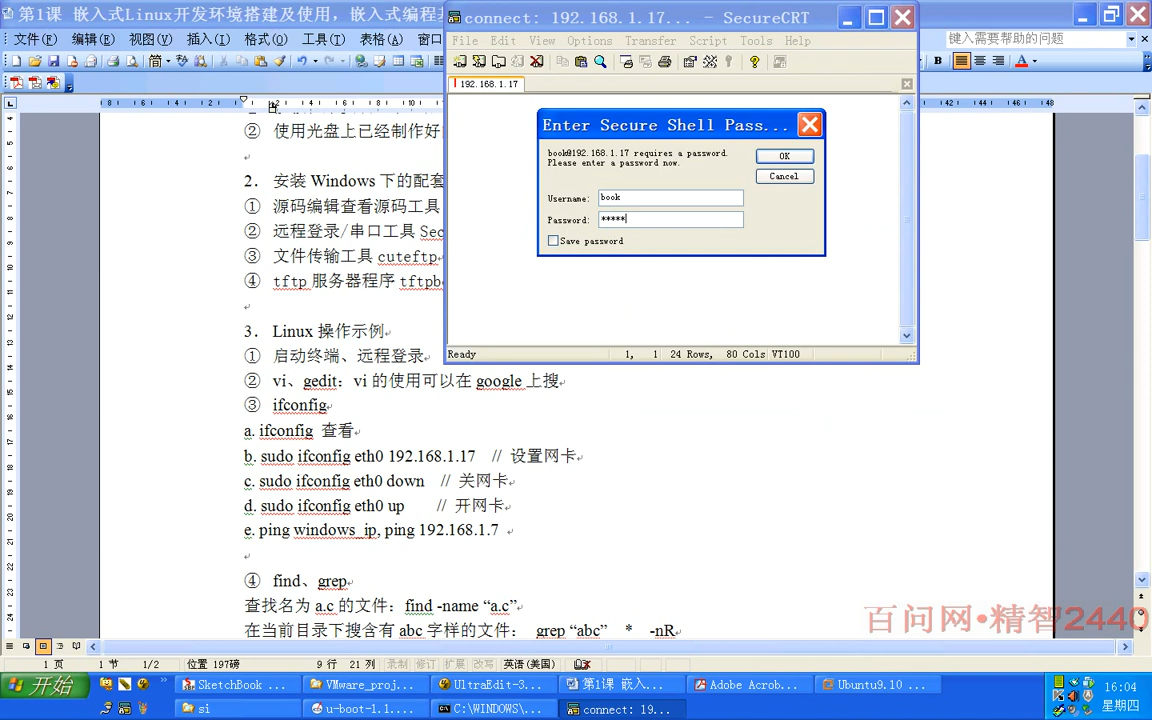 第1课 嵌入式Linux开发环境搭建及使用，嵌入式编程基
文件(F) 编辑(E) 视图(V) 插入(I) 格式(O) 工具(T) 表格(A) 窗口
键入需要帮助的问题
connect: 192.168.1.17... - SecureCRT
File Edit View Options Transfer Script Tools Help
192.168.1.17
Enter Secure Shell Pass...
book@192.168.1.17 requires a password.
Please enter a password now.
OK
Cancel
Username: book
Password: *****
Save password
Ready 1, 1 24 Rows, 80 Cols VT100
② 使用光盘上已经制作好
2. 安装 Windows 下的配套
① 源码编辑查看源码工具
② 远程登录/串口工具 Sec
③ 文件传输工具 cuteftp
④ tftp 服务器程序 tftpb
3. Linux 操作示例
① 启动终端、远程登录
② vi、gedit：vi 的使用可以在 google 上搜
③ ifconfig
a. ifconfig 查看
b. sudo ifconfig eth0 192.168.1.17 // 设置网卡
c. sudo ifconfig eth0 down // 关网卡
d. sudo ifconfig eth0 up // 开网卡
e. ping windows_ip, ping 192.168.1.7
④ find、grep
查找名为 a.c 的文件：find -name “a.c”
在当前目录下搜含有 abc 字样的文件： grep “abc” * -nR
百问网•精智2440
1 页 1 节 1/2 位置 197磅 9 行 21 列 录制 修订 扩展 改写 英语(美国)
开始 SketchBook ... VMware_proj... UltraEdit-3... 第1课 嵌入... Adobe Acrob... Ubuntu9.10 ...
si u-boot-1.1.... C:\WINDOWS\... connect: 19...
16:04
星期四